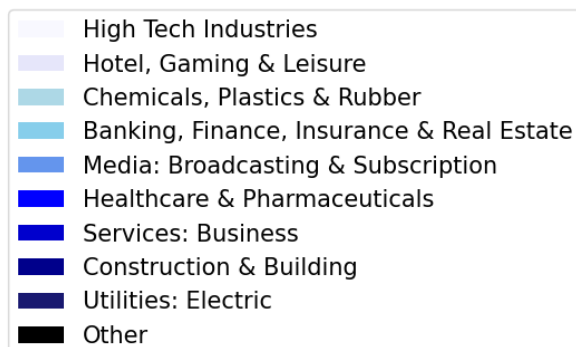 High Tech Industries
Hotel, Gaming & Leisure
Chemicals, Plastics & Rubber
Banking, Finance, Insurance & Real Estate
Media: Broadcasting & Subscription
Healthcare & Pharmaceuticals
Services: Business
Construction & Building
Utilities: Electric
Other